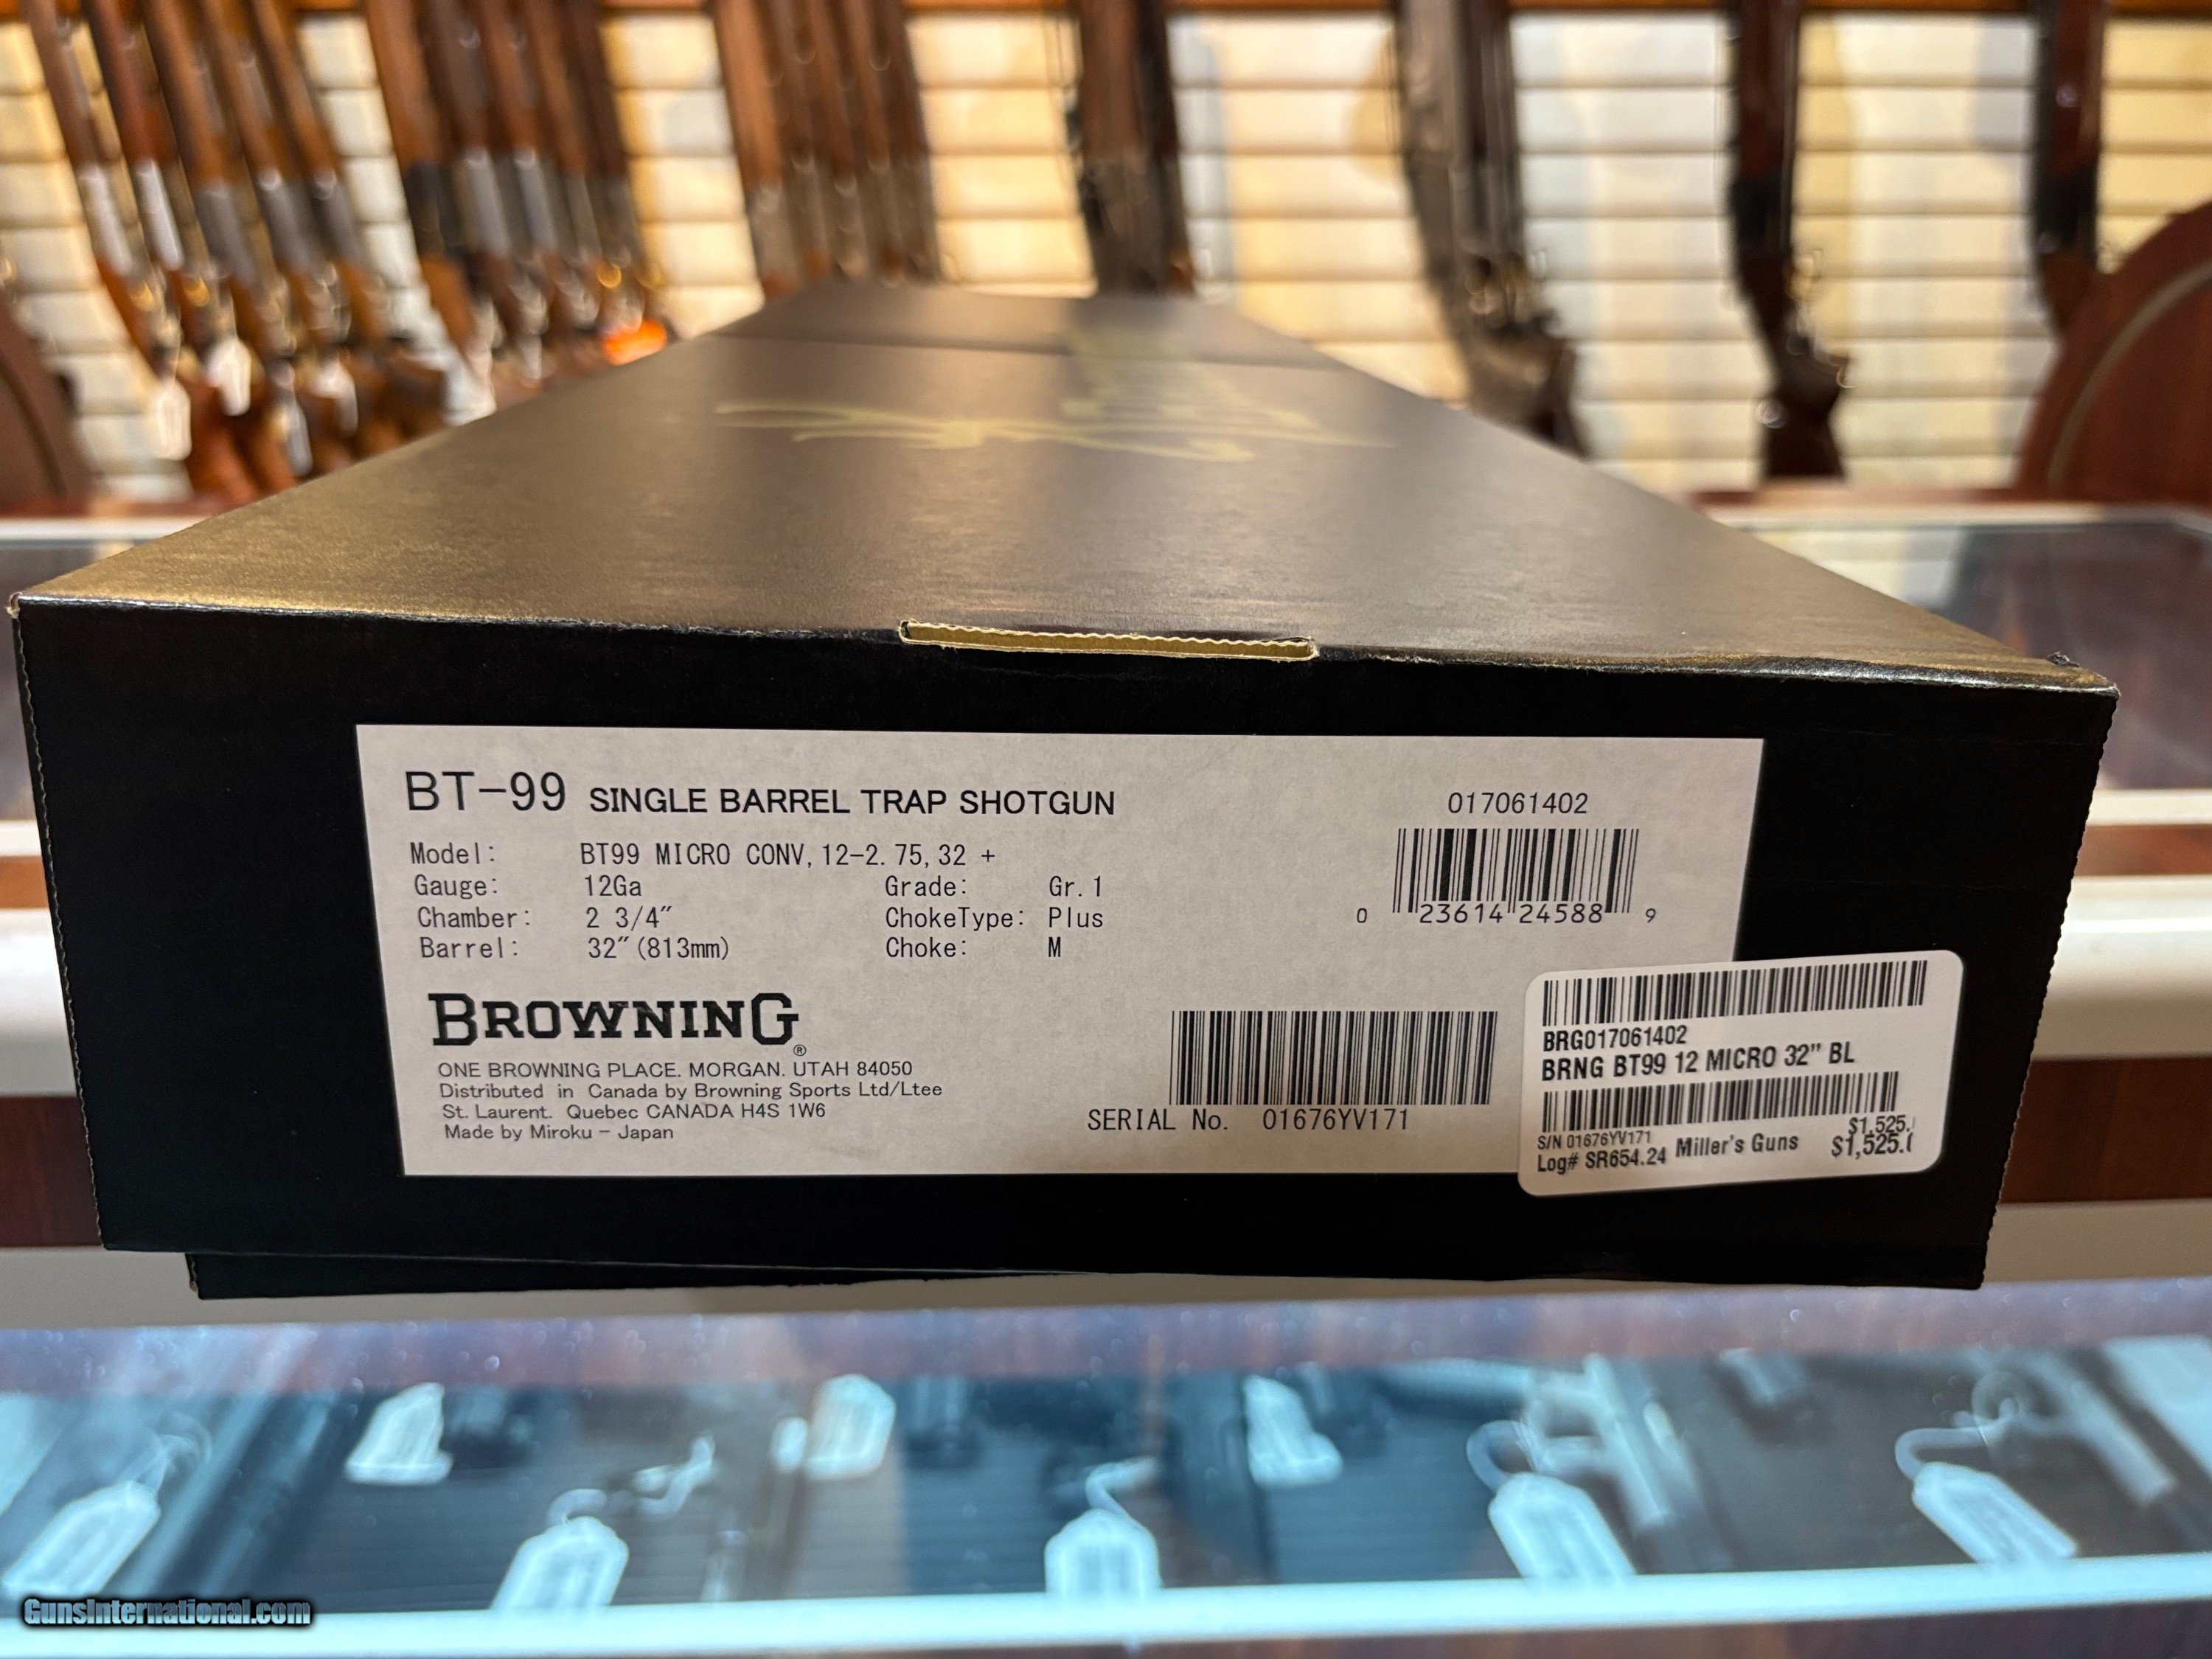 BT-99 SINGLE BARREL TRAP SHOTGUN
Model: BT99 MICRO CONV, 12-2.75, 32 +
Gauge: 12Ga Grade: Gr.1
Chamber: 2 3/4" ChokeType: Plus
Barrel: 32"(813mm) Choke: M
017061402
0 23614 24588 9
BROWNING®
ONE BROWNING PLACE. MORGAN. UTAH 84050
Distributed in Canada by Browning Sports Ltd/Ltee
St. Laurent. Quebec CANADA H4S 1W6
Made by Miroku - Japan
SERIAL No. 01676YV171
BRG017061402
BRNG BT99 12 MICRO 32" BL
$1,525.
S/N 01676YV171
Log# SR654.24 Miller's Guns $1,525.
GunsInternational.com